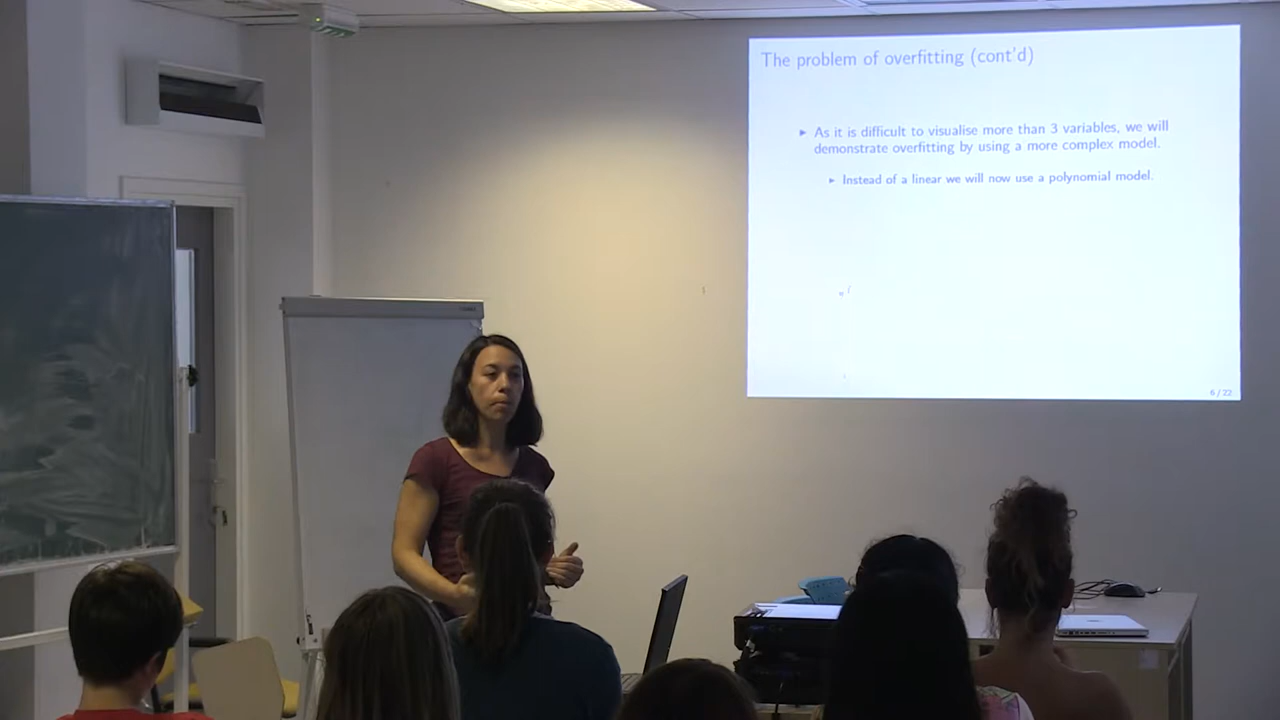 The problem of overfitting (cont'd)
► As it is difficult to visualise more than 3 variables, we will
demonstrate overfitting by using a more complex model.
► Instead of a linear we will now use a polynomial model.
6 / 22